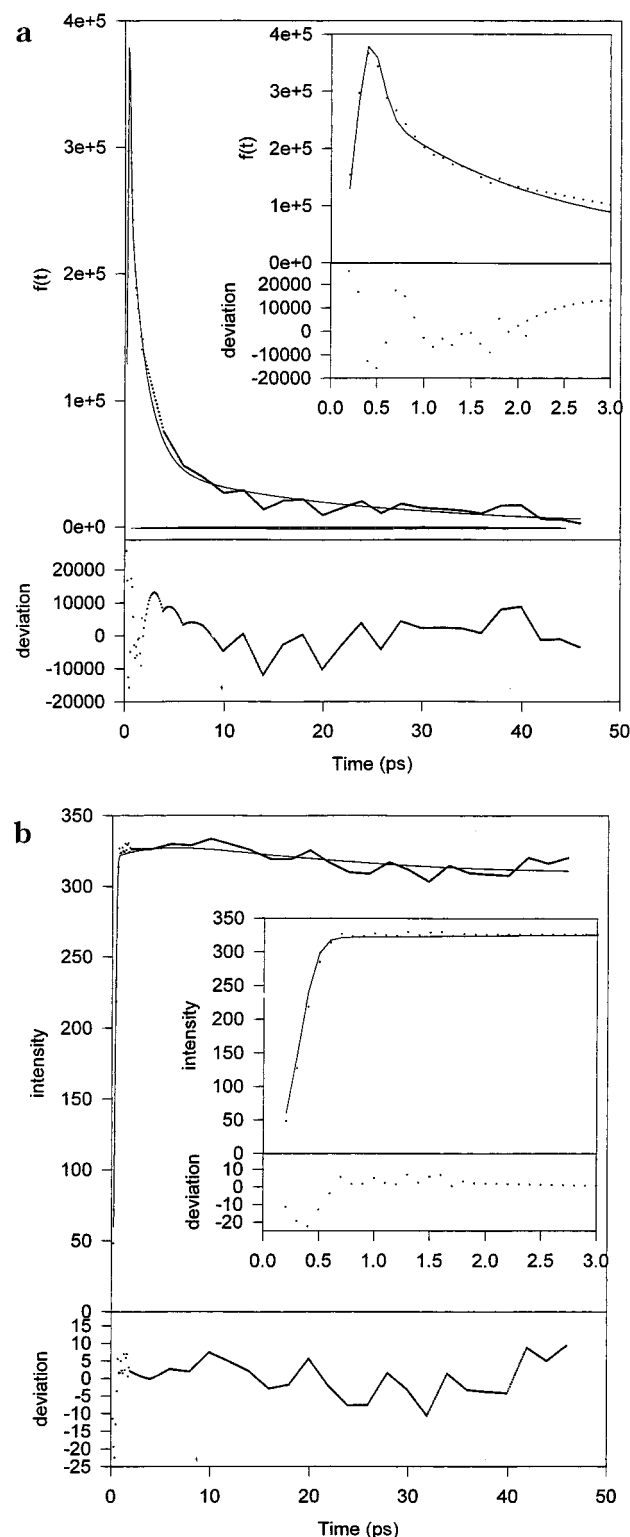 a
4e+5
3e+5
2e+5
1e+5
0e+0
f(t)
4e+5
3e+5
2e+5
1e+5
0e+0
f(t)
20000
10000
0
-10000
-20000
deviation
0.0 0.5 1.0 1.5 2.0 2.5 3.0
20000
10000
0
-10000
-20000
deviation
0 10 20 30 40 50
Time (ps)
b
350
300
250
200
150
100
50
0
intensity
350
300
250
200
150
100
50
0
intensity
10
0
-10
-20
deviation
0.0 0.5 1.0 1.5 2.0 2.5 3.0
15
10
5
0
-5
-10
-15
-20
-25
deviation
0 10 20 30 40 50
Time (ps)